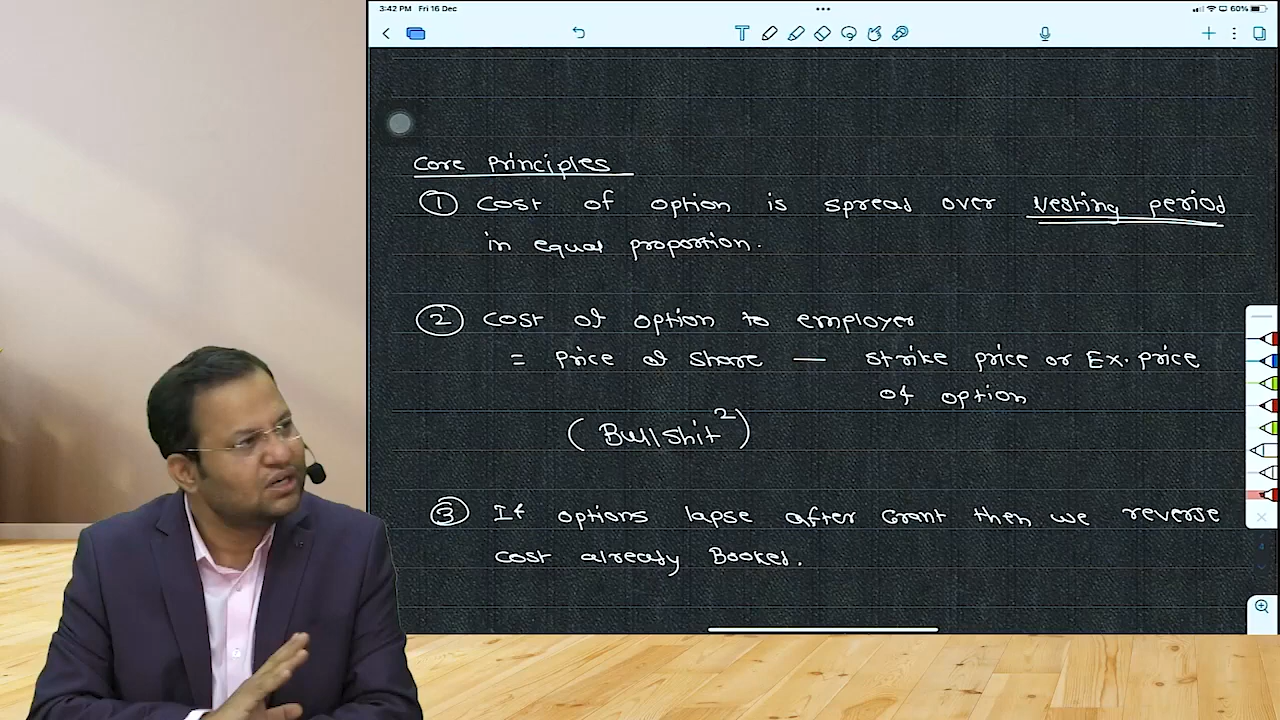 3:42 PM Fri 16 Dec
60%
T
Core Principles
① Cost of option is spread over vesting period
in equal proportion.
② Cost of option to employer
= Price of share — strike price or Ex. price
of option
(Bullshit²)
③ If options lapse after Grant then we reverse
cost already Booked.